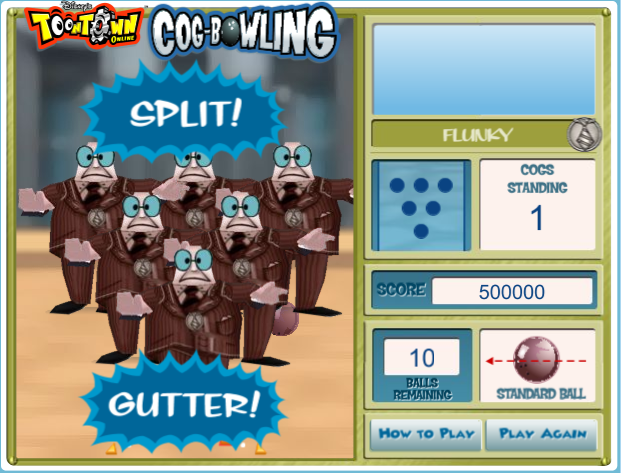 Disney's
TOONTOWN
ONLINE
COG-BOWLING
SPLIT!
GUTTER!
FLUNKY
COGS
STANDING
1
SCORE
500000
10
BALLS
REMAINING
STANDARD BALL
HOW TO PLAY
PLAY AGAIN